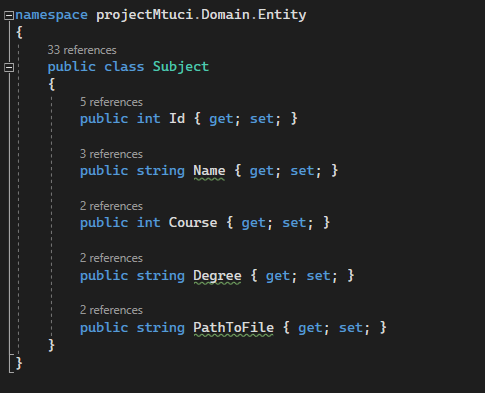 namespace projectMtuci.Domain.Entity
{
33 references
public class Subject
{
5 references
public int Id { get; set; }
3 references
public string Name { get; set; }
2 references
public int Course { get; set; }
2 references
public string Degree { get; set; }
2 references
public string PathToFile { get; set; }
}
}